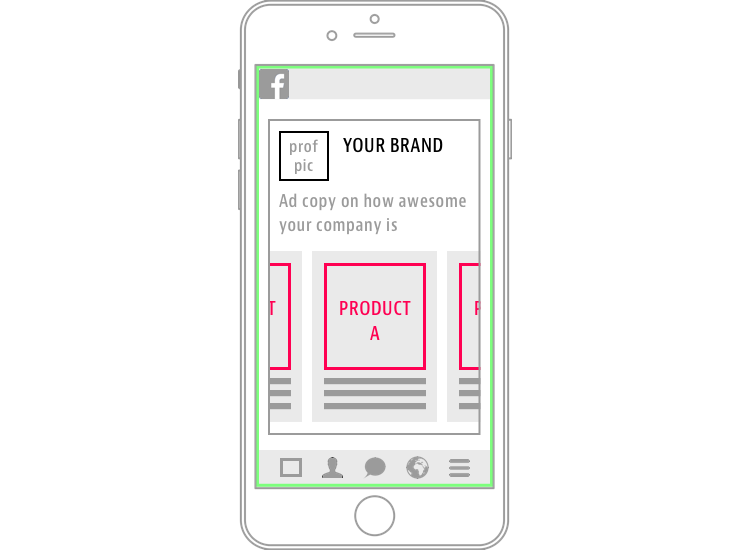 f
prof
pic
YOUR BRAND
Ad copy on how awesome
your company is
T
PRODUCT
A